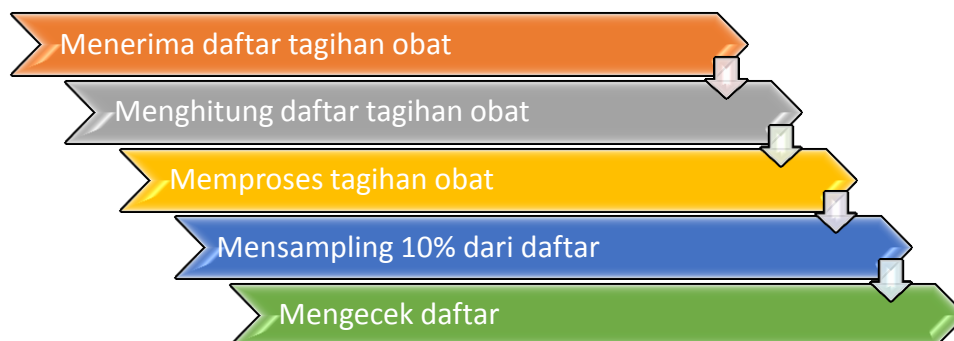 Menerima daftar tagihan obat
Menghitung daftar tagihan obat
Memproses tagihan obat
Mensampling 10% dari daftar
Mengecek daftar